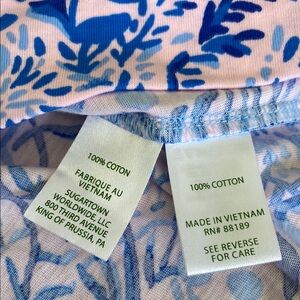 100% COTON
FABRIQUE AU
VIETNAM
SUGARTOWN
WORLDWIDE, LLC
800 THIRD AVENUE
KING OF PRUSSIA, PA
100% COTTON
MADE IN VIETNAM
RN# 88189
SEE REVERSE
FOR CARE